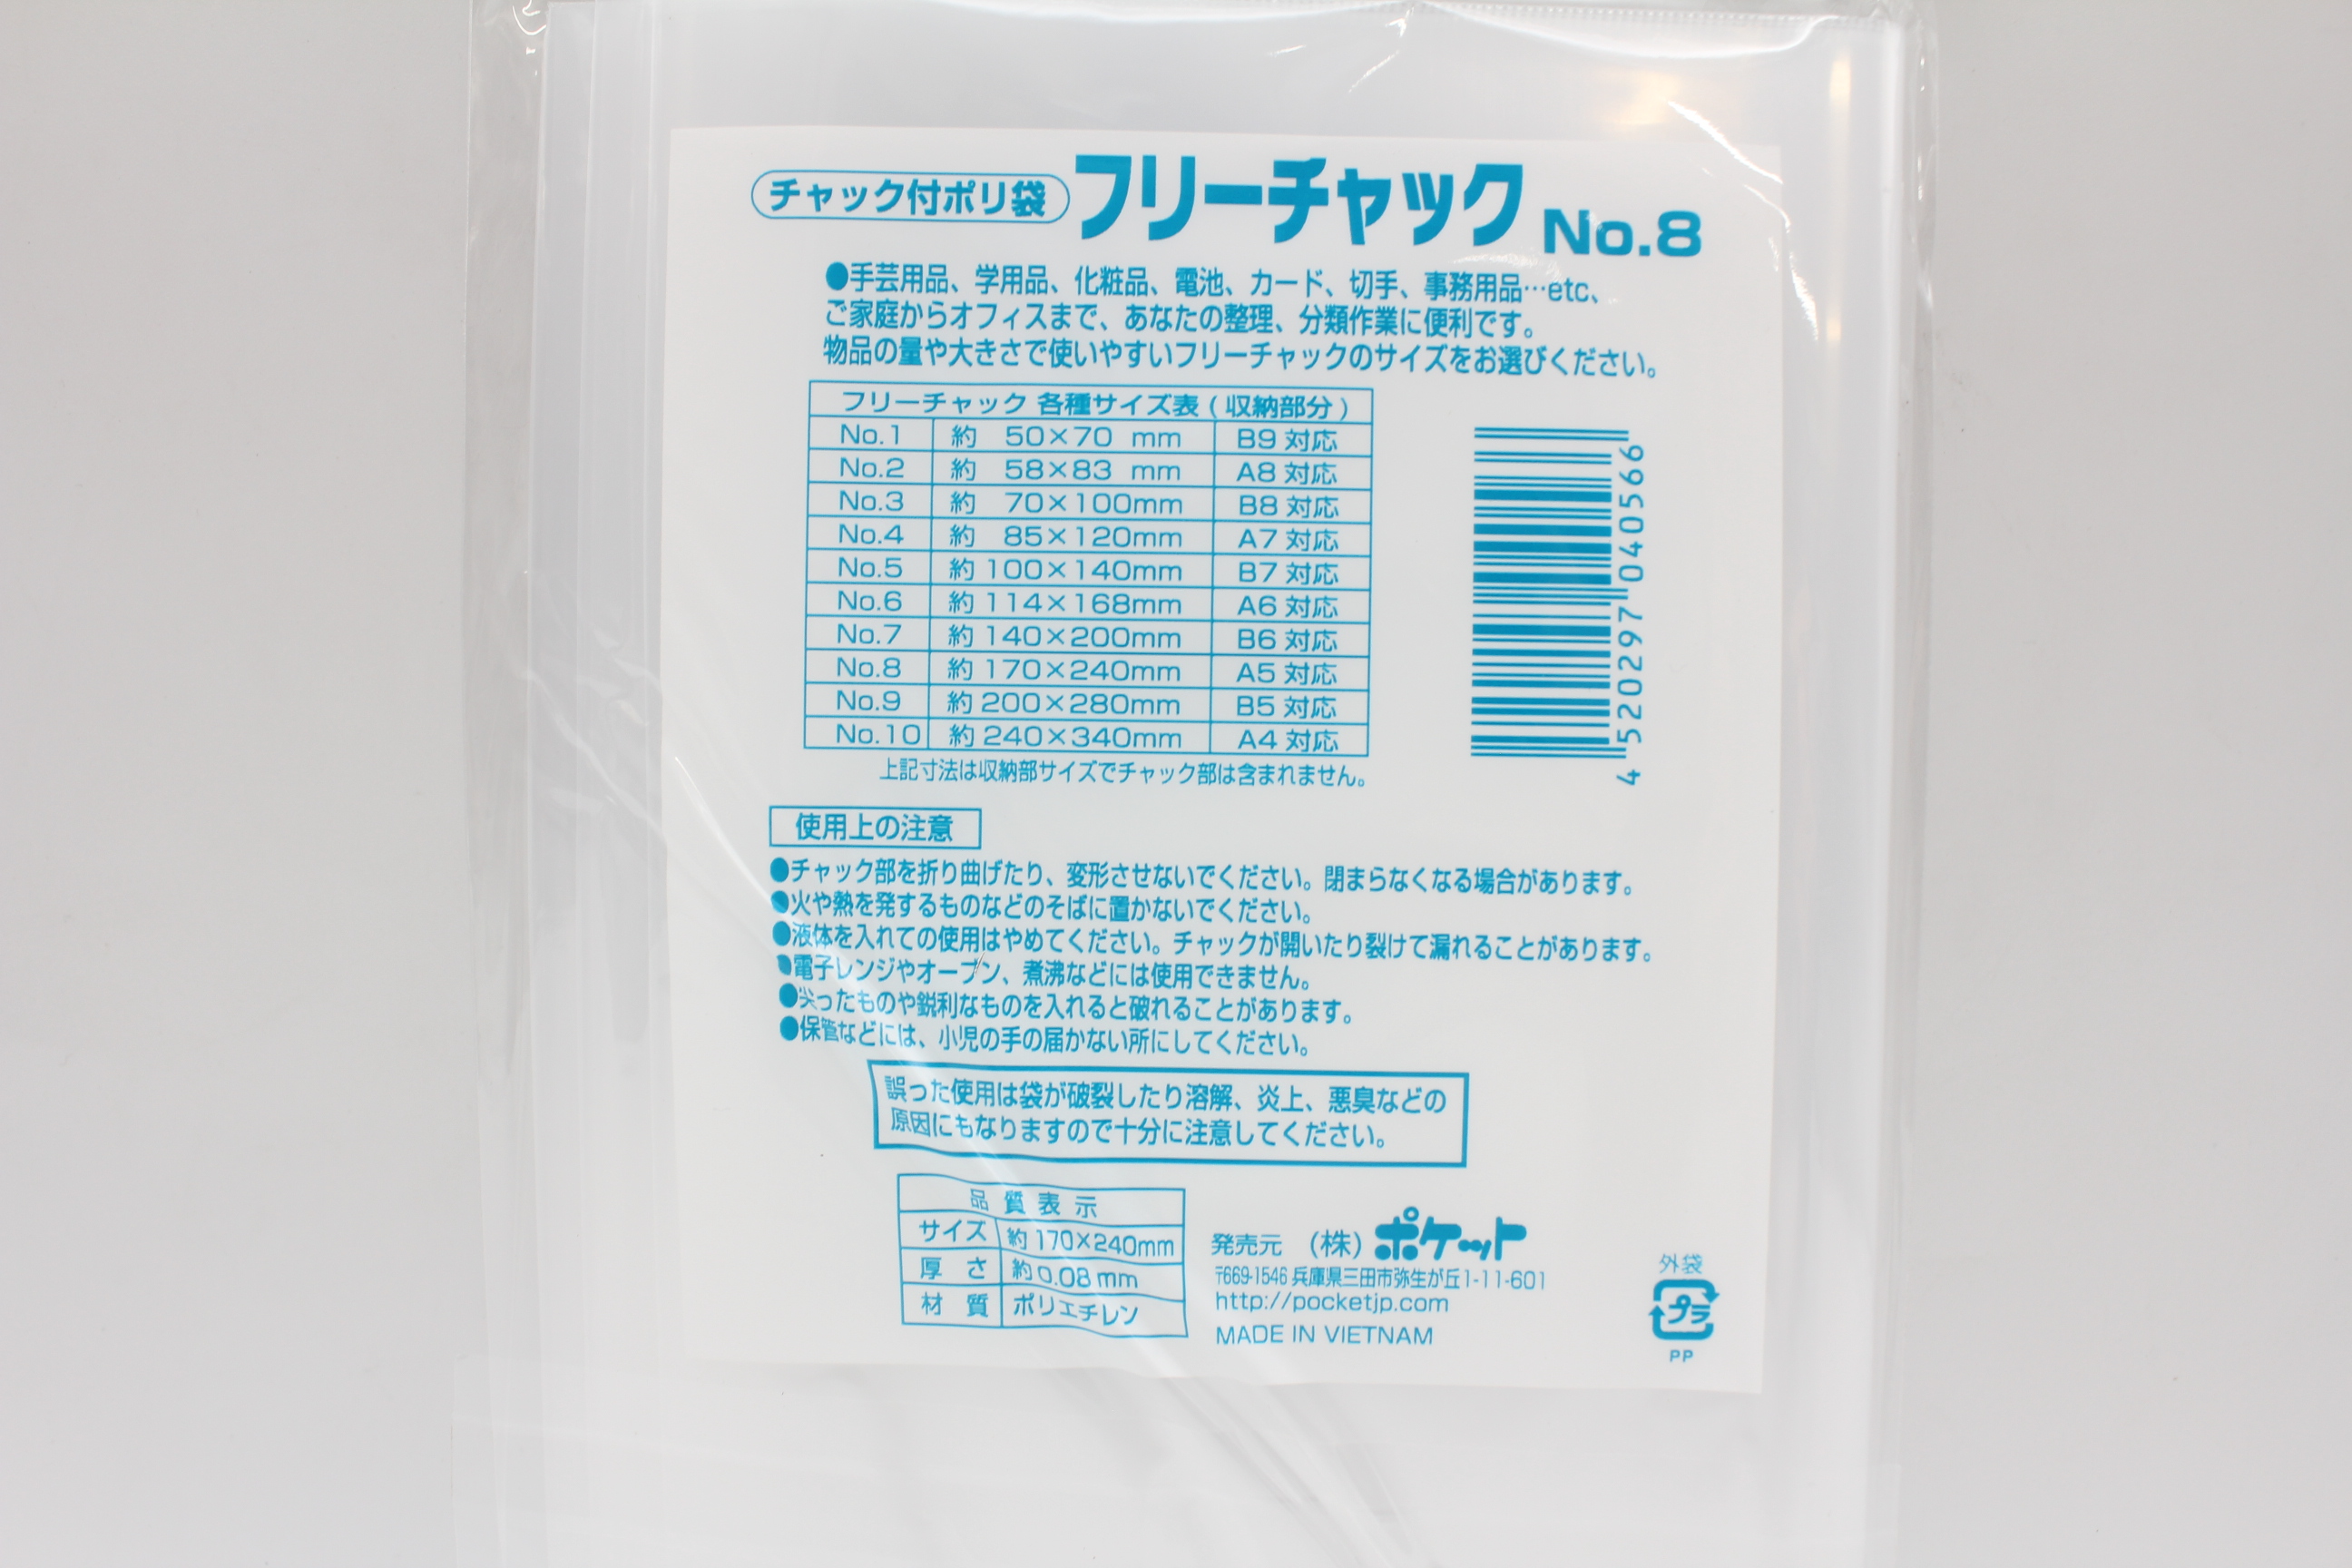 チャック付ポリ袋 フリーチャック No.8
●手芸用品、学用品、化粧品、電池、カード、切手、事務用品…etc、
ご家庭からオフィスまで、あなたの整理、分類作業に便利です。
物品の量や大きさで使いやすいフリーチャックのサイズをお選びください。
フリーチャック 各種サイズ表 ( 収納部分 )
No.1 約 50×70 mm B9 対応
No.2 約 58×83 mm A8 対応
No.3 約 70×100mm B8 対応
No.4 約 85×120mm A7 対応
No.5 約 100×140mm B7 対応
No.6 約 114×168mm A6 対応
No.7 約 140×200mm B6 対応
No.8 約 170×240mm A5 対応
No.9 約 200×280mm B5 対応
No.10 約 240×340mm A4 対応
上記寸法は収納部サイズでチャック部は含まれません。
4 520297 040566
使用上の注意
●チャック部を折り曲げたり、変形させないでください。閉まらなくなる場合があります。
●火や熱を発するものなどのそばに置かないでください。
●液体を入れての使用はやめてください。チャックが開いたり裂けて漏れることがあります。
●電子レンジやオーブン、煮沸などには使用できません。
●尖ったものや鋭利なものを入れると破れることがあります。
●保管などには、小児の手の届かない所にしてください。
誤った使用は袋が破裂したり溶解、炎上、悪臭などの
原因にもなりますので十分に注意してください。
品質表示
サイズ 約170×240mm
厚さ 約0.08mm
材質 ポリエチレン
発売元 (株) ポケット
〒669-1546 兵庫県三田市弥生が丘1-11-601
http://pocketjp.com
MADE IN VIETNAM
外袋
プラ
PP